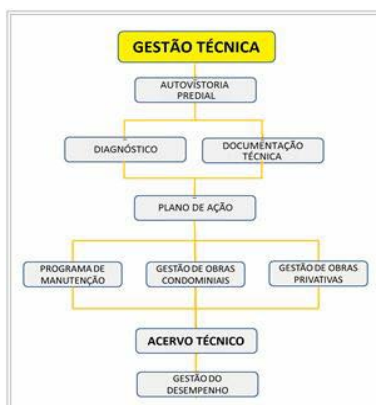 GESTÃO TÉCNICA
AUTOVISTORIA
PREDIAL
DIAGNÓSTICO
DOCUMENTAÇÃO
TÉCNICA
PLANO DE AÇÃO
PROGRAMA DE
MANUTENÇÃO
GESTÃO DE OBRAS
CONDOMINIAIS
GESTÃO DE OBRAS
PRIVATIVAS
ACERVO TÉCNICO
GESTÃO DO
DESEMPENHO